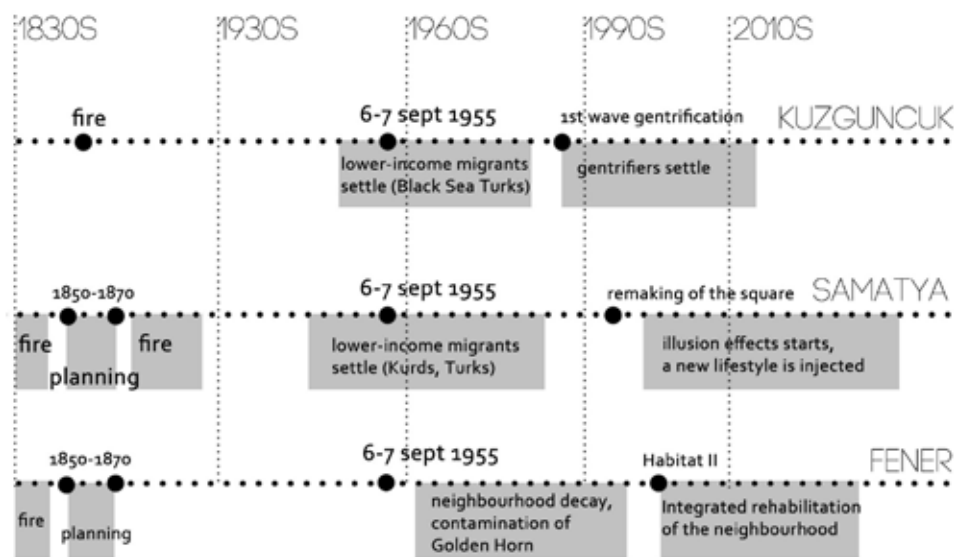 1830S 1930S 1960S 1990S 2010S
KUZGUNCUK
fire
6-7 sept 1955
1st wave gentrification
lower-income migrants
settle (Black Sea Turks)
gentrifiers settle
SAMATYA
1850-1870
6-7 sept 1955
remaking of the square
fire
planning
fire
lower-income migrants
settle (Kurds, Turks)
illusion effects starts,
a new lifestyle is injected
FENER
1850-1870
6-7 sept 1955
Habitat II
fire
planning
neighbourhood decay,
contamination of
Golden Horn
Integrated rehabilitation
of the neighbourhood